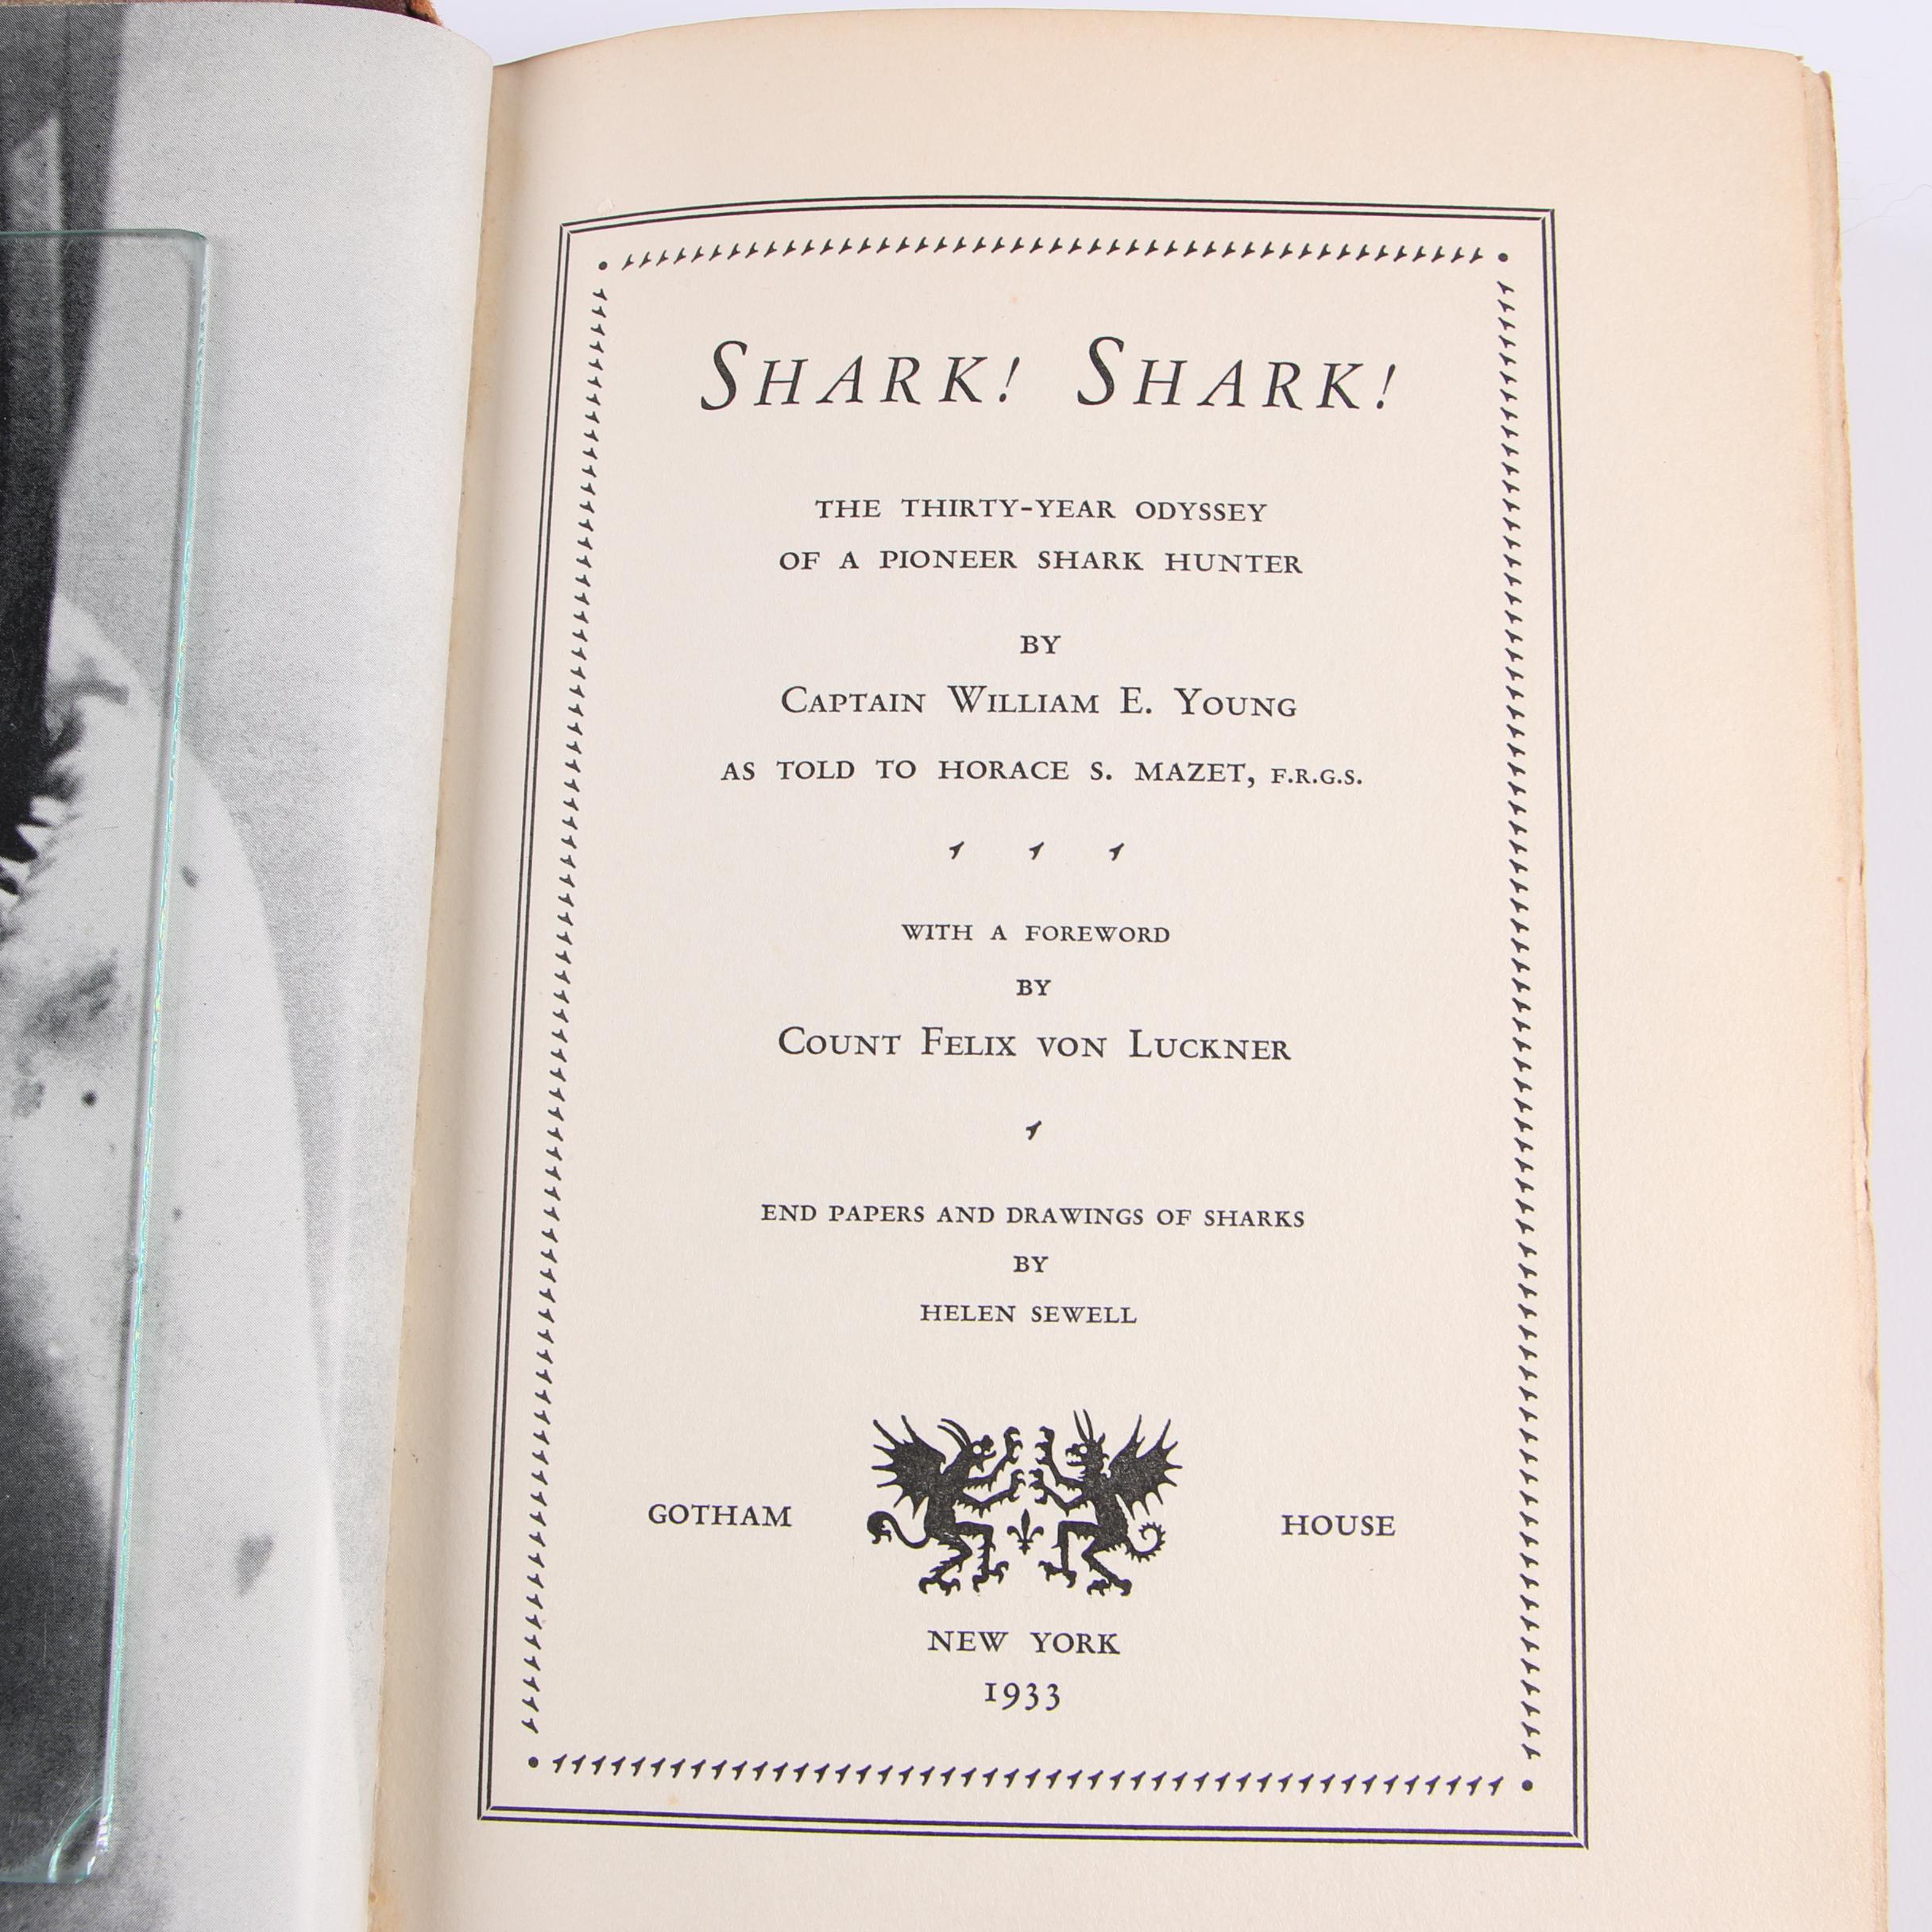 SHARK! SHARK!
THE THIRTY-YEAR ODYSSEY
OF A PIONEER SHARK HUNTER
BY
CAPTAIN WILLIAM E. YOUNG
AS TOLD TO HORACE S. MAZET, F.R.G.S.
WITH A FOREWORD
BY
COUNT FELIX VON LUCKNER
END PAPERS AND DRAWINGS OF SHARKS
BY
HELEN SEWELL
GOTHAM HOUSE
NEW YORK
1933